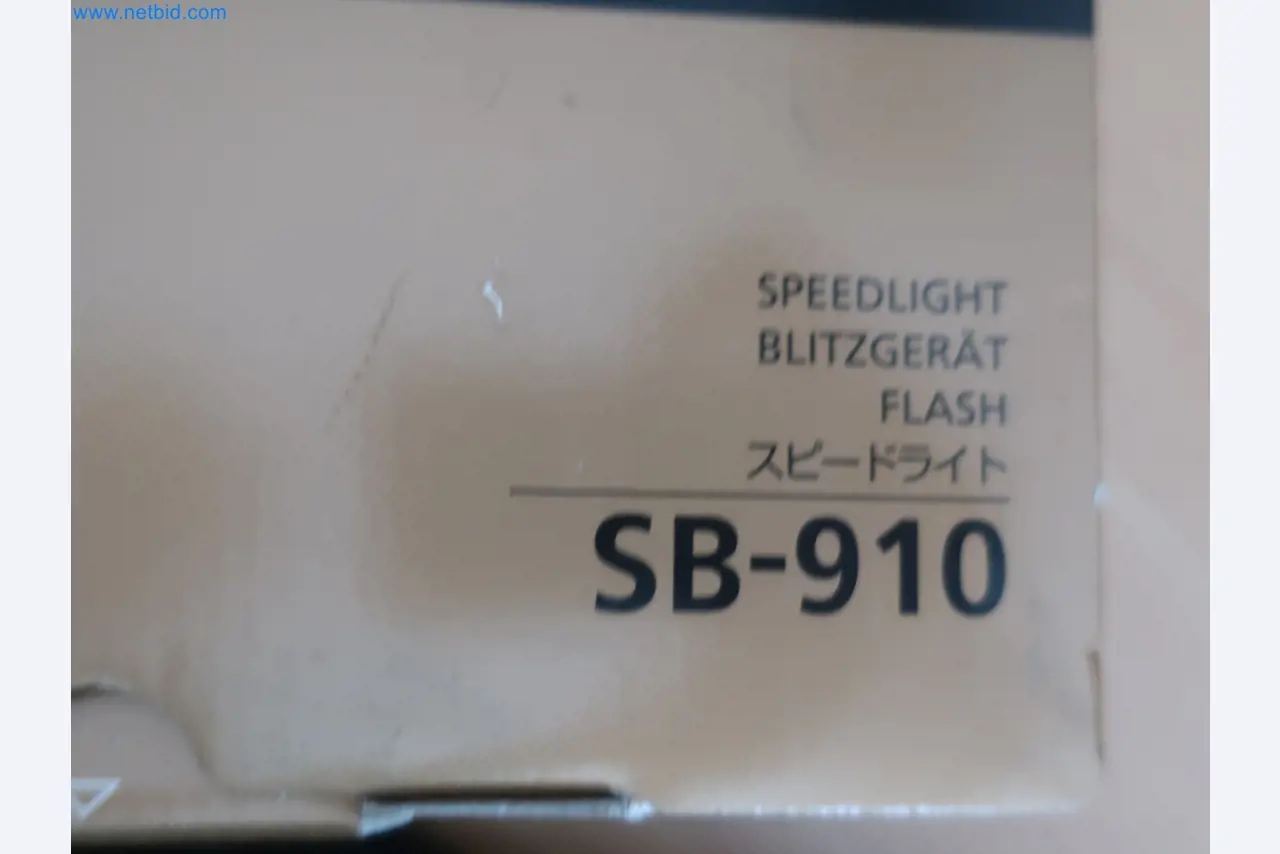 www.netbid.com
SPEEDLIGHT
BLITZGERÄT
FLASH
スピードライト
SB-910